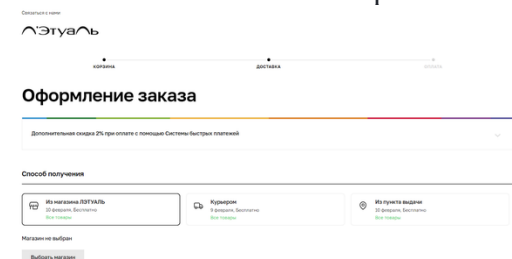 Связаться с нами
Л'Этуаль
КОРЗИНА
ДОСТАВКА
ОПЛАТА
Оформление заказа
Дополнительная скидка 2% при оплате с помощью Системы быстрых платежей
Способ получения
Из магазина ЛЭТУАЛЬ
Курьером
Из пункта выдачи
10 февраля, Бесплатно
9 февраля, Бесплатно
10 февраля, Бесплатно
Все товары
Все товары
Все товары
Магазин не выбран
Выбрать магазин